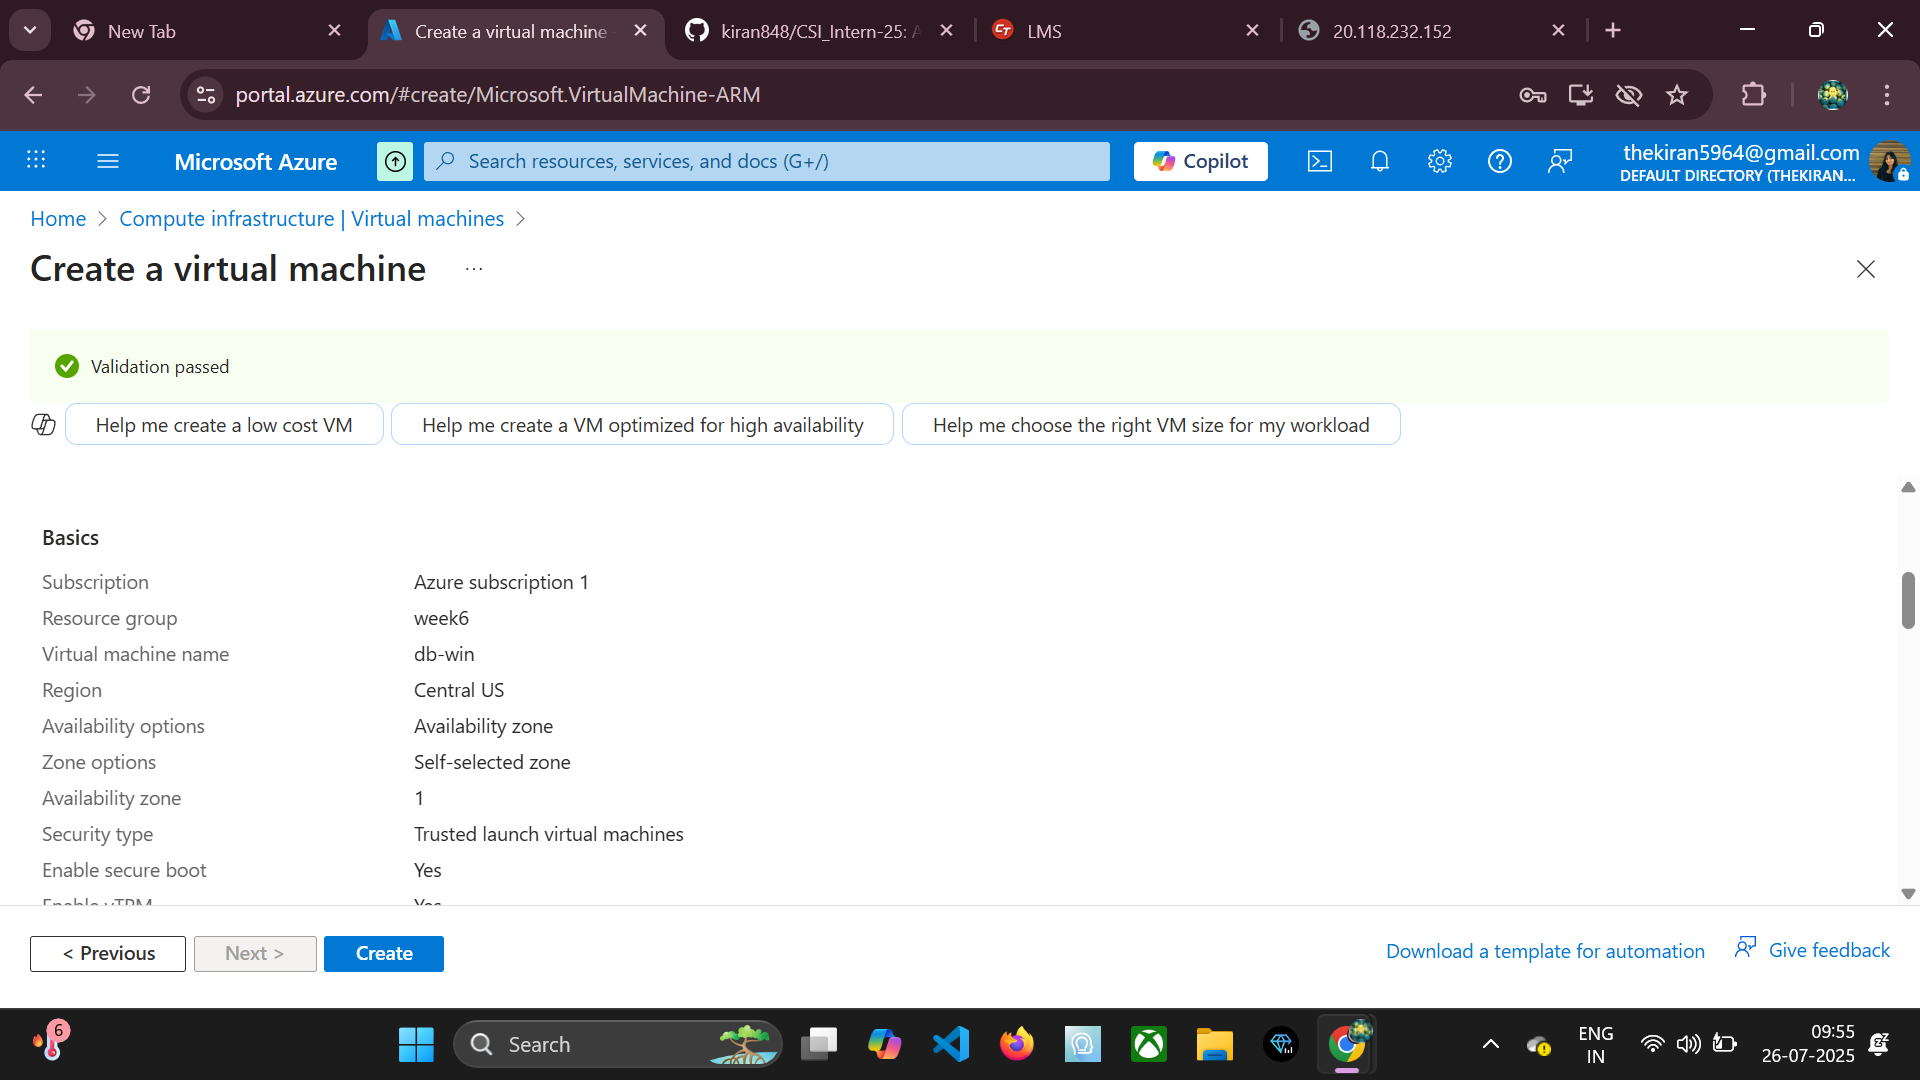 New Tab
Create a virtual machine
kiran848/CSI_Intern-25: A
LMS
20.118.232.152
portal.azure.com/#create/Microsoft.VirtualMachine-ARM
Microsoft Azure
Search resources, services, and docs (G+/)
Copilot
thekiran5964@gmail.com
DEFAULT DIRECTORY (THEKIRAN...
Home > Compute infrastructure | Virtual machines >
Create a virtual machine ...
Validation passed
Help me create a low cost VM
Help me create a VM optimized for high availability
Help me choose the right VM size for my workload
Basics
Subscription Azure subscription 1
Resource group week6
Virtual machine name db-win
Region Central US
Availability options Availability zone
Zone options Self-selected zone
Availability zone 1
Security type Trusted launch virtual machines
Enable secure boot Yes
Enable vTPM Yes
< Previous
Next >
Create
Download a template for automation
Give feedback
6
Search
ENG
IN
09:55
26-07-2025